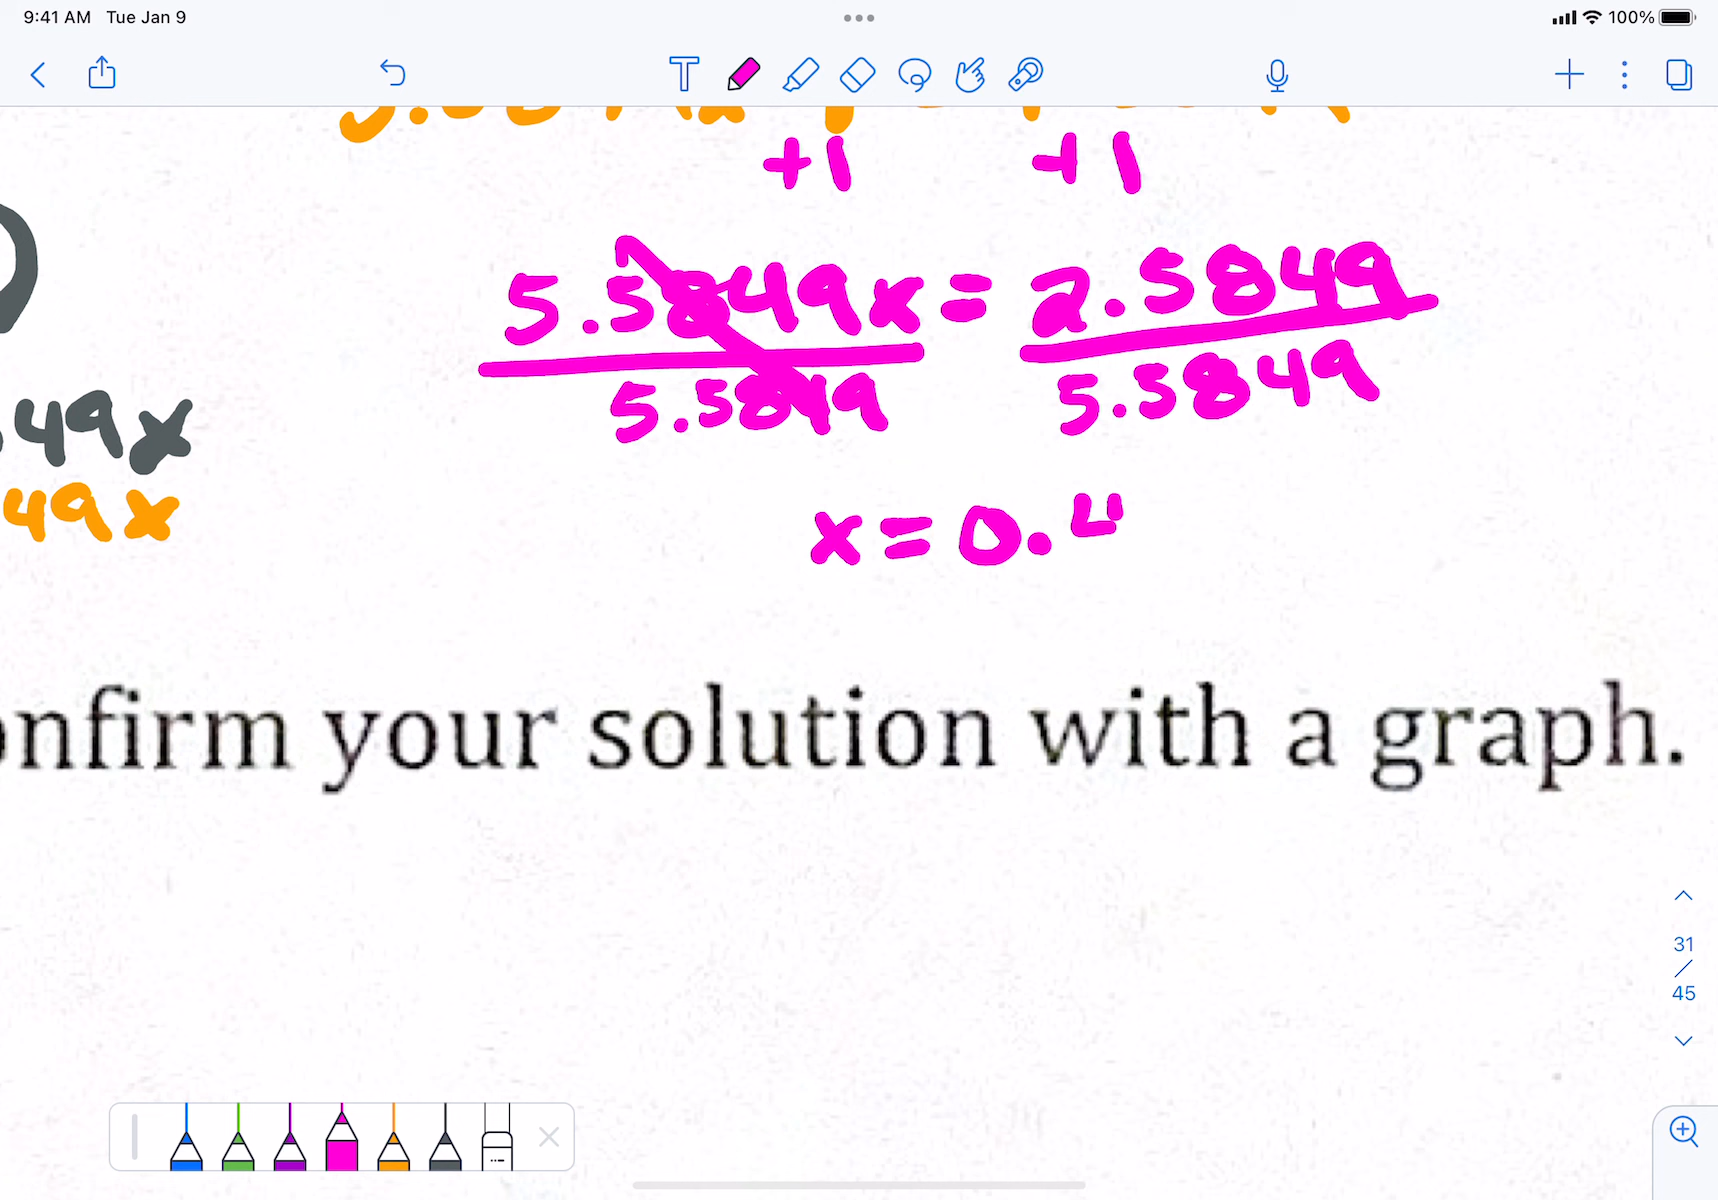 9:41 AM Tue Jan 9
100%
+1 +1
5.5849x = 2.5849
5.5849 5.5849
49x
49x
x = 0.4
onfirm your solution with a graph.
31
/
45